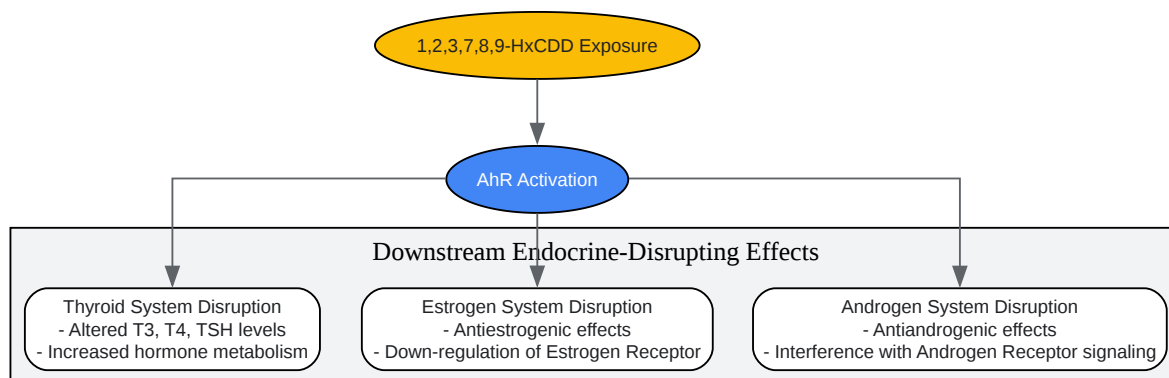 1,2,3,7,8,9-HxCDD Exposure
AhR Activation
Downstream Endocrine-Disrupting Effects
Thyroid System Disruption
- Altered T3, T4, TSH levels
- Increased hormone metabolism
Estrogen System Disruption
- Antiestrogenic effects
- Down-regulation of Estrogen Receptor
Androgen System Disruption
- Antiandrogenic effects
- Interference with Androgen Receptor signaling